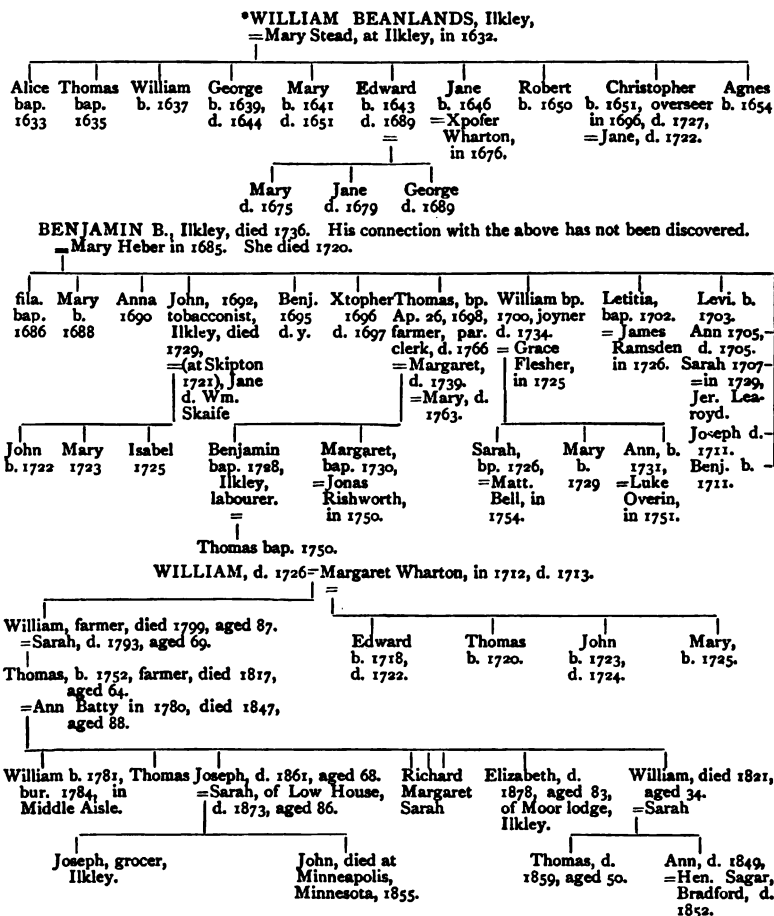 *WILLIAM BEANLANDS, Ilkley,
=Mary Stead, at Ilkley, in 1632.
Alice bap. 1633
Thomas bap. 1635
William b. 1637
George b. 1639, d. 1644
Mary b. 1641 d. 1651
Edward b. 1643 d. 1689 =
Jane b. 1646 =Xpofer Wharton, in 1676.
Robert b. 1650
Christopher b. 1651, overseer in 1696, d. 1727, =Jane, d. 1722.
Agnes b. 1654
Mary d. 1675
Jane d. 1679
George d. 1689
BENJAMIN B., Ilkley, died 1736. His connection with the above has not been discovered.
=Mary Heber in 1685. She died 1720.
fila. bap. 1686
Mary b. 1688
Anna 1690
John, 1692, tobacconist, Ilkley, died 1729, =(at Skipton 1721), Jane d. Wm. Skaife
Benj. 1695 d. y.
Xtopher 1696 d. 1697
Thomas, bp. Ap. 26, 1698, farmer, par. clerk, d. 1766 =Margaret, d. 1739. =Mary, d. 1763.
William bp. 1700, joyner d. 1734. = Grace Flesher, in 1725
Letitia, bap. 1702. = James Ramsden in 1726.
Levi. b. 1703.
Ann 1705, d. 1705.
Sarah 1707 =in 1729, Jer. Learoyd.
Joseph d. 1711.
Benj. b. 1711.
John b. 1722
Mary 1723
Isabel 1725
Benjamin bap. 1728, Ilkley, labourer. =
Margaret, bap. 1730, =Jonas Rishworth, in 1750.
Sarah, bp. 1726, =Matt. Bell, in 1754.
Mary b. 1729
Ann, b. 1731, =Luke Overin, in 1751.
Thomas bap. 1750.
WILLIAM, d. 1726=Margaret Wharton, in 1712, d. 1713.
=
William, farmer, died 1799, aged 87.
=Sarah, d. 1793, aged 69.
Edward b. 1718, d. 1722.
Thomas b. 1720.
John b. 1723, d. 1724.
Mary, b. 1725.
Thomas, b. 1752, farmer, died 1817, aged 64.
=Ann Batty in 1780, died 1847, aged 88.
William b. 1781, bur. 1784, in Middle Aisle.
Thomas
Joseph, d. 1861, aged 68. =Sarah, of Low House, d. 1873, aged 86.
Richard
Margaret
Sarah
Elizabeth, d. 1878, aged 83, of Moor lodge, Ilkley.
William, died 1821, aged 34. =Sarah
Joseph, grocer, Ilkley.
John, died at Minneapolis, Minnesota, 1855.
Thomas, d. 1859, aged 50.
Ann, d. 1849, =Hen. Sagar, Bradford, d. 1852.